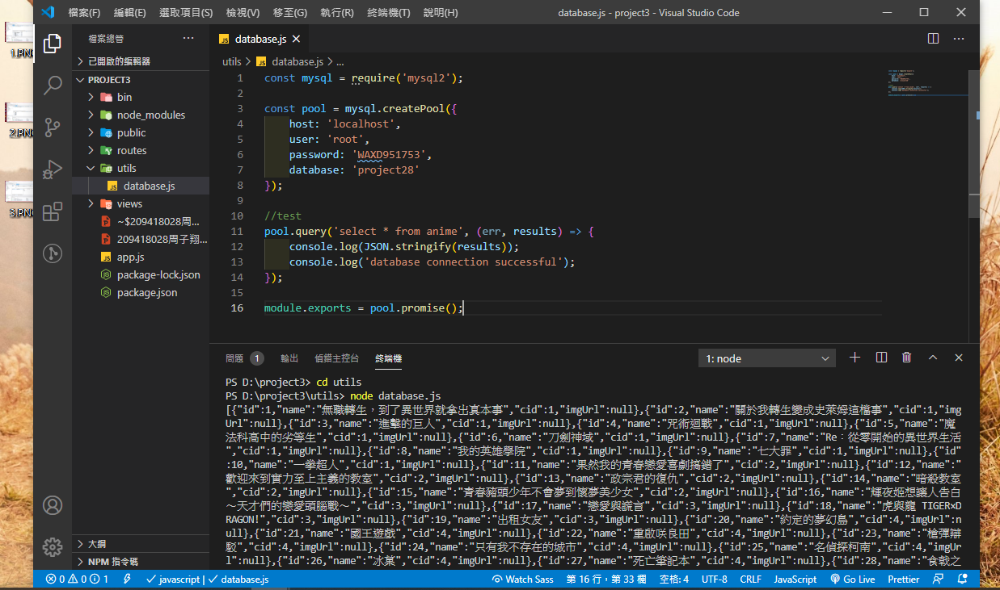 檔案(F) 編輯(E) 選取項目(S) 檢視(V) 移至(G) 執行(R) 終端機(T) 說明(H) database.js - project3 - Visual Studio Code
1.PNG
2.PNG
3.PNG
檔案總管
已開啟的編輯器
PROJECT3
bin
node_modules
public
routes
utils
JS database.js
views
~$209418028周...
209418028周子翔...
JS app.js
package-lock.json
package.json
大綱
NPM 指令碼
JS database.js
utils > JS database.js > ...
1 const mysql = require('mysql2');
2
3 const pool = mysql.createPool({
4 host: 'localhost',
5 user: 'root',
6 password: 'WAXD951753',
7 database: 'project28'
8 });
9
10 //test
11 pool.query('select * from anime', (err, results) => {
12 console.log(JSON.stringify(results));
13 console.log('database connection successful');
14 });
15
16 module.exports = pool.promise();
問題 1 輸出 偵錯主控台 終端機 1: node
PS D:\project3> cd utils
PS D:\project3\utils> node database.js
[{"id":1,"name":"無職轉生，到了異世界就拿出真本事","cid":1,"imgUrl":null},{"id":2,"name":"關於我轉生變成史萊姆這檔事","cid":1,"img
Url":null},{"id":3,"name":"進擊的巨人","cid":1,"imgUrl":null},{"id":4,"name":"咒術迴戰","cid":1,"imgUrl":null},{"id":5,"name":"魔
法科高中的劣等生","cid":1,"imgUrl":null},{"id":6,"name":"刀劍神域","cid":1,"imgUrl":null},{"id":7,"name":"Re：從零開始的異世界生活
","cid":1,"imgUrl":null},{"id":8,"name":"我的英雄學院","cid":1,"imgUrl":null},{"id":9,"name":"七大罪","cid":1,"imgUrl":null},{"id"
:10,"name":"一拳超人","cid":1,"imgUrl":null},{"id":11,"name":"果然我的青春戀愛喜劇搞錯了","cid":2,"imgUrl":null},{"id":12,"name":"
歡迎來到實力至上主義的教室","cid":2,"imgUrl":null},{"id":13,"name":"政宗君的復仇","cid":2,"imgUrl":null},{"id":14,"name":"暗殺教室
","cid":2,"imgUrl":null},{"id":15,"name":"青春豬頭少年不會夢到懷夢美少女","cid":2,"imgUrl":null},{"id":16,"name":"輝夜姬想讓人告白
～天才們的戀愛頭腦戰～","cid":3,"imgUrl":null},{"id":17,"name":"戀愛與謊言","cid":3,"imgUrl":null},{"id":18,"name":"虎與龍 TIGER×D
RAGON!","cid":3,"imgUrl":null},{"id":19,"name":"出租女友","cid":3,"imgUrl":null},{"id":20,"name":"約定的夢幻島","cid":4,"imgUrl":n
ull},{"id":21,"name":"國王遊戲","cid":4,"imgUrl":null},{"id":22,"name":"重啟咲良田","cid":4,"imgUrl":null},{"id":23,"name":"槍彈辯
駁","cid":4,"imgUrl":null},{"id":24,"name":"只有我不存在的城市","cid":4,"imgUrl":null},{"id":25,"name":"名偵探柯南","cid":4,"imgUr
l":null},{"id":26,"name":"冰菓","cid":4,"imgUrl":null},{"id":27,"name":"死亡筆記本","cid":4,"imgUrl":null},{"id":28,"name":"食戟之
0 0 1 javascript | database.js Watch Sass 第 16 行，第 33 欄 空格: 4 UTF-8 CRLF JavaScript Go Live Prettier